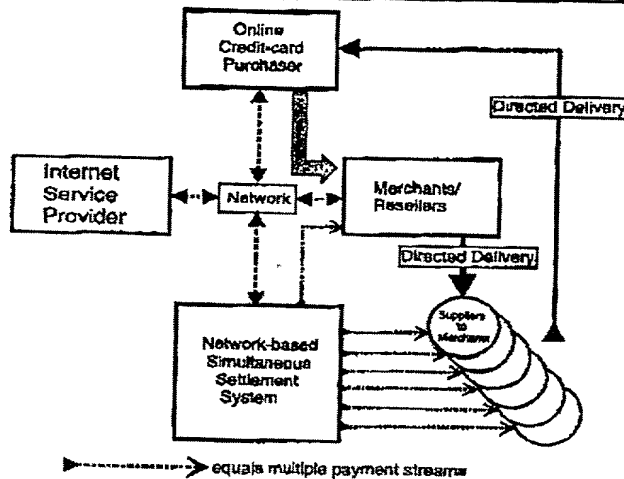 Online
Credit-card
Purchaser
Directed Delivery
Internet
Service
Provider
Network
Merchants/
Resellers
Directed Delivery
Suppliers
to
Merchants
Network-based
Simultaneous
Settlement
System
equals multiple payment streams